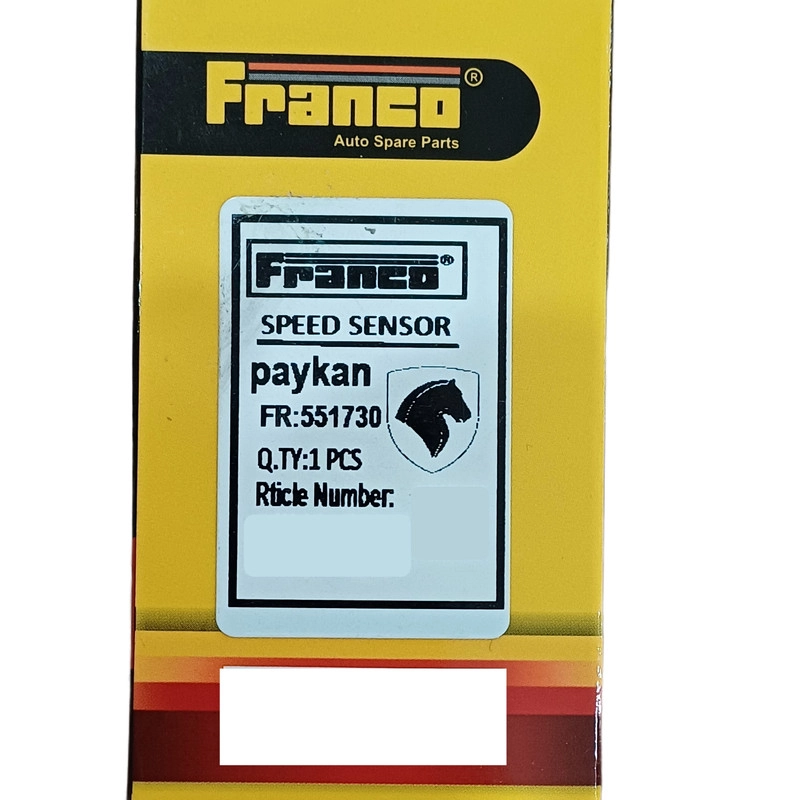 Franco®
Auto Spare Parts
Franco®
SPEED SENSOR
paykan
FR:551730
Q.TY:1 PCS
Rticle Number: